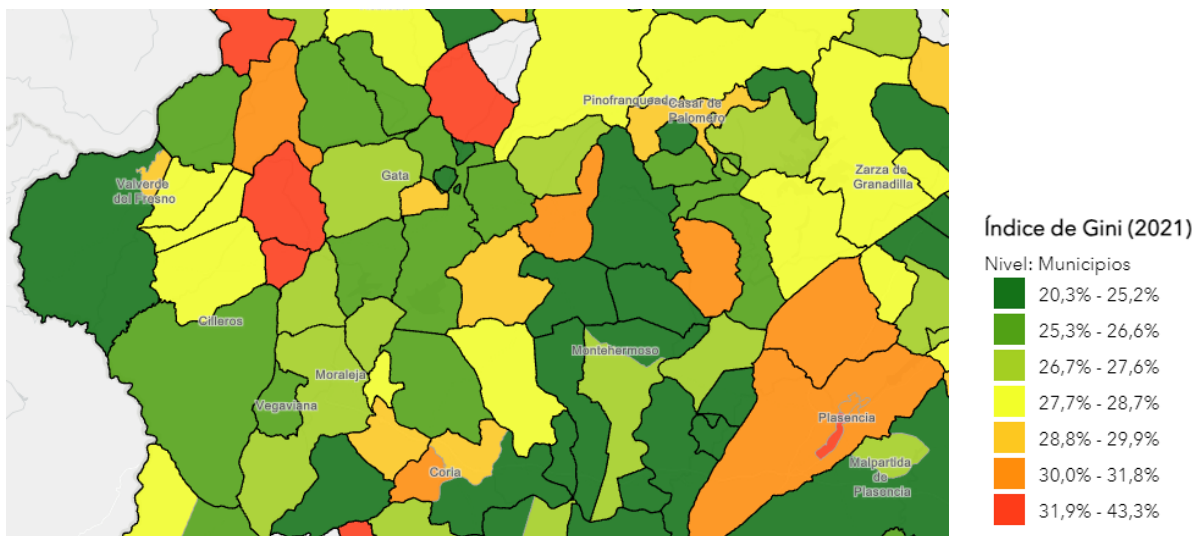 Pinofranqueado
Casar de
Palomero
Zarza de
Granadilla
Gata
Valverde
del Fresno
Cilleros
Montehermoso
Moraleja
Vegaviana
Plasencia
Coria
Malpartida
de
Plasencia
Índice de Gini (2021)
Nivel: Municipios
20,3% - 25,2%
25,3% - 26,6%
26,7% - 27,6%
27,7% - 28,7%
28,8% - 29,9%
30,0% - 31,8%
31,9% - 43,3%